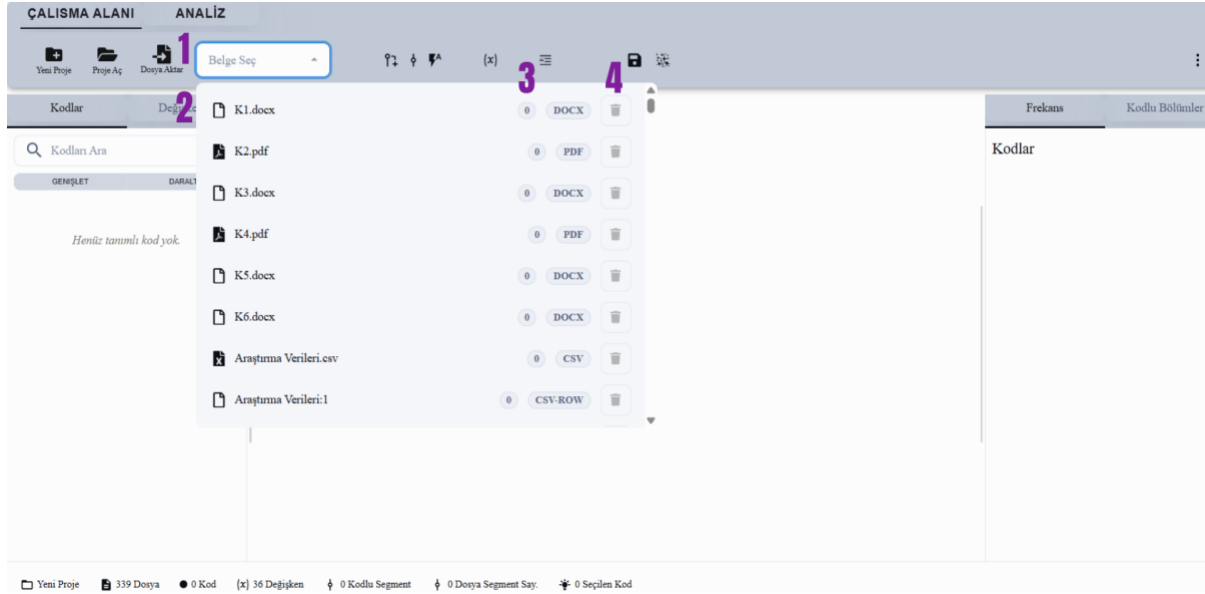 ÇALISMA ALANI ANALİZ
1
Yeni Proje Proje Aç Dosya Aktar Belge Seç (x)
3 4
Kodlar 2 K1.docx 0 DOCX Frekans Kodlu Bölümler
Kodları Ara K2.pdf 0 PDF Kodlar
GENIŞLET DARALT K3.docx 0 DOCX
Henüz tanımlı kod yok. K4.pdf 0 PDF
K5.docx 0 DOCX
K6.docx 0 DOCX
Araştırma Verileri.csv 0 CSV
Araştırma Verileri:1 0 CSV-ROW
Yeni Proje 339 Dosya 0 Kod (x) 36 Değişken 0 Kodlu Segment 0 Dosya Segment Say. 0 Seçilen Kod